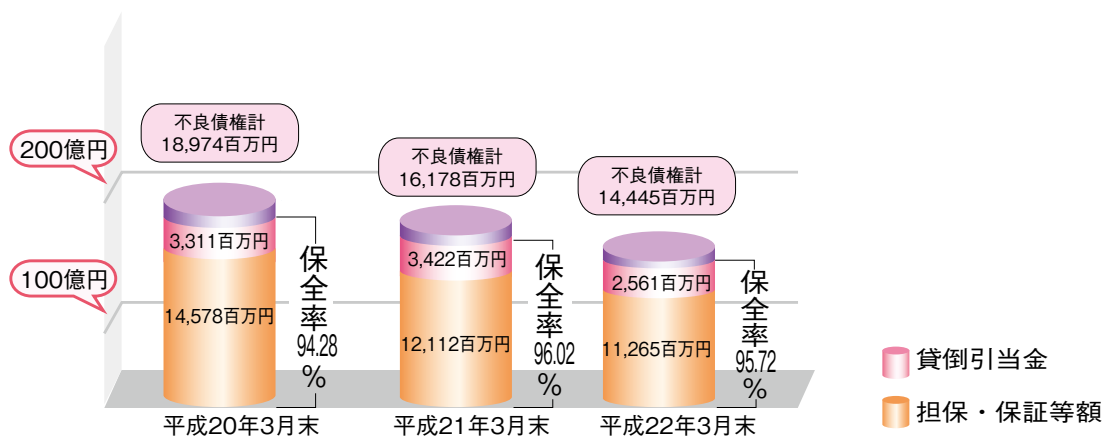 200億円
100億円
不良債権計
18,974百万円
3,311百万円
14,578百万円
保全率
94.28
%
平成20年3月末
不良債権計
16,178百万円
3,422百万円
12,112百万円
保全率
96.02
%
平成21年3月末
不良債権計
14,445百万円
2,561百万円
11,265百万円
保全率
95.72
%
平成22年3月末
貸倒引当金
担保・保証等額